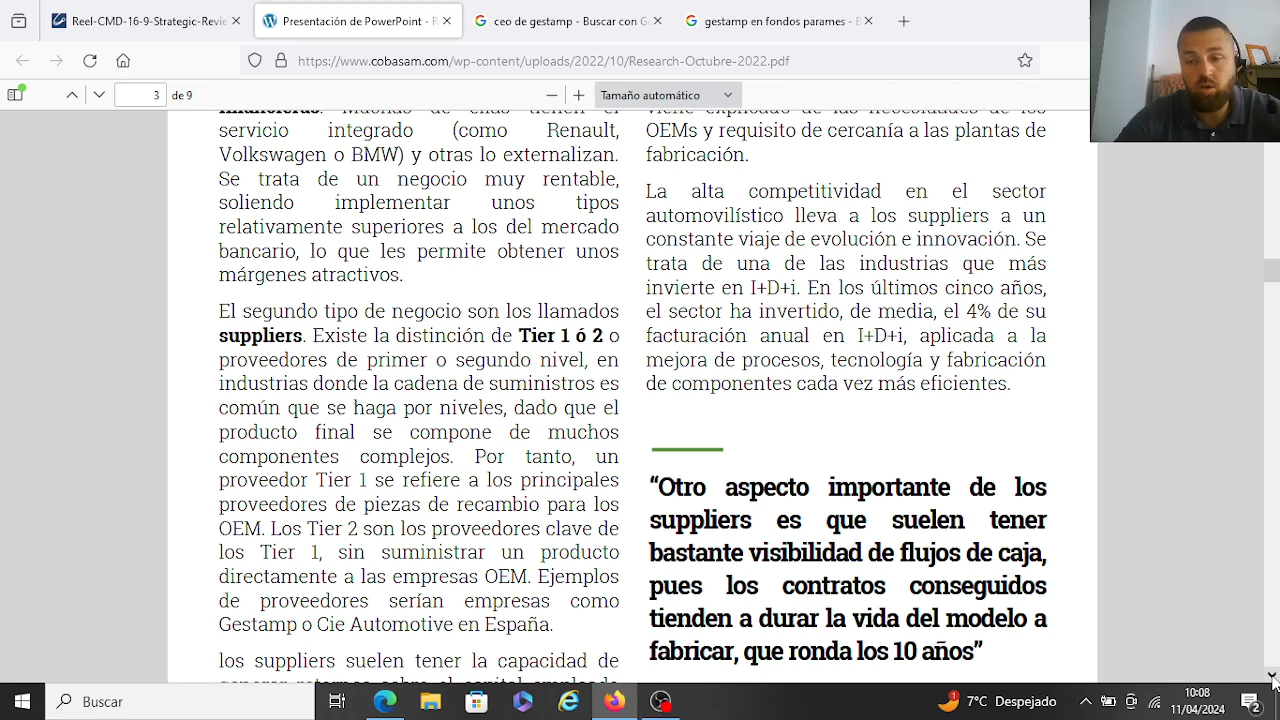 Reel-CMD-16-9-Strategic-Revie
Presentación de PowerPoint - R
ceo de gestamp - Buscar con Go
gestamp en fondos parames - B
https://www.cobasam.com/wp-content/uploads/2022/10/Research-Octubre-2022.pdf
3 de 9
Tamaño automático
servicio integrado (como Renault,
Volkswagen o BMW) y otras lo externalizan.
Se trata de un negocio muy rentable,
soliendo implementar unos tipos
relativamente superiores a los del mercado
bancario, lo que les permite obtener unos
márgenes atractivos.
El segundo tipo de negocio son los llamados
suppliers. Existe la distinción de Tier 1 ó 2 o
proveedores de primer o segundo nivel, en
industrias donde la cadena de suministros es
común que se haga por niveles, dado que el
producto final se compone de muchos
componentes complejos. Por tanto, un
proveedor Tier 1 se refiere a los principales
proveedores de piezas de recambio para los
OEM. Los Tier 2 son los proveedores clave de
los Tier 1, sin suministrar un producto
directamente a las empresas OEM. Ejemplos
de proveedores serían empresas como
Gestamp o Cie Automotive en España.
los suppliers suelen tener la capacidad de
viene explicado de las necesidades de los
OEMs y requisito de cercanía a las plantas de
fabricación.
La alta competitividad en el sector
automovilístico lleva a los suppliers a un
constante viaje de evolución e innovación. Se
trata de una de las industrias que más
invierte en I+D+i. En los últimos cinco años,
el sector ha invertido, de media, el 4% de su
facturación anual en I+D+i, aplicada a la
mejora de procesos, tecnología y fabricación
de componentes cada vez más eficientes.
“Otro aspecto importante de los
suppliers es que suelen tener
bastante visibilidad de flujos de caja,
pues los contratos conseguidos
tienden a durar la vida del modelo a
fabricar, que ronda los 10 años”
Buscar
1
7°C Despejado
10:08
11/04/2024
2